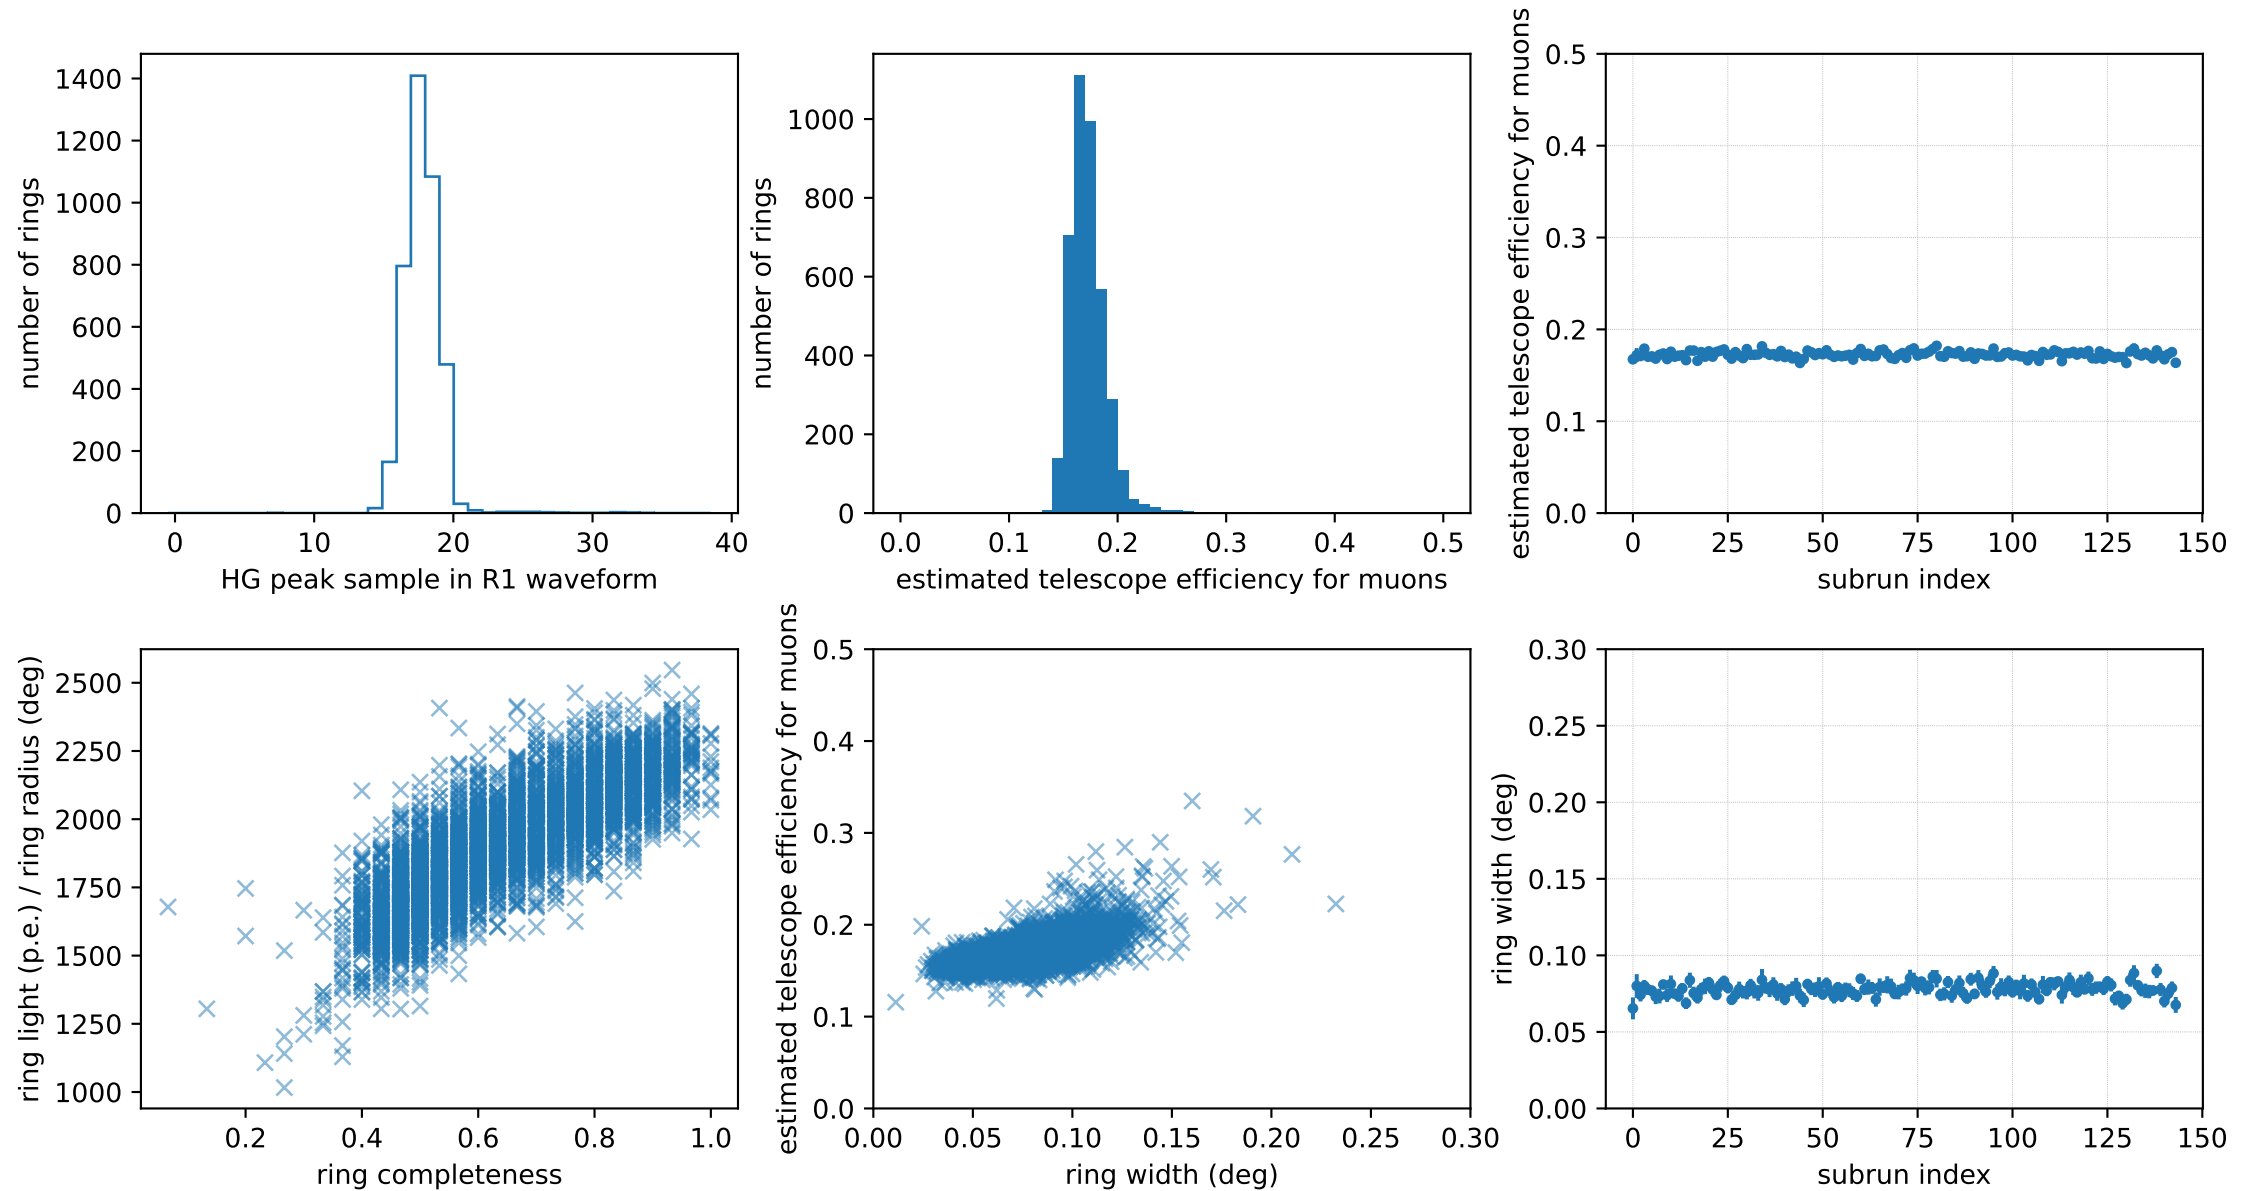 1400
1200
1000
800
600
400
200
0
number of rings
0 10 20 30 40
HG peak sample in R1 waveform
1000
800
600
400
200
0
number of rings
0.0 0.1 0.2 0.3 0.4 0.5
estimated telescope efficiency for muons
0.5
0.4
0.3
0.2
0.1
0.0
estimated telescope efficiency for muons
0 25 50 75 100 125 150
subrun index
2500
2250
2000
1750
1500
1250
1000
ring light (p.e.) / ring radius (deg)
0.2 0.4 0.6 0.8 1.0
ring completeness
0.5
0.4
0.3
0.2
0.1
0.0
estimated telescope efficiency for muons
0.00 0.05 0.10 0.15 0.20 0.25 0.30
ring width (deg)
0.30
0.25
0.20
0.15
0.10
0.05
0.00
ring width (deg)
0 25 50 75 100 125 150
subrun index